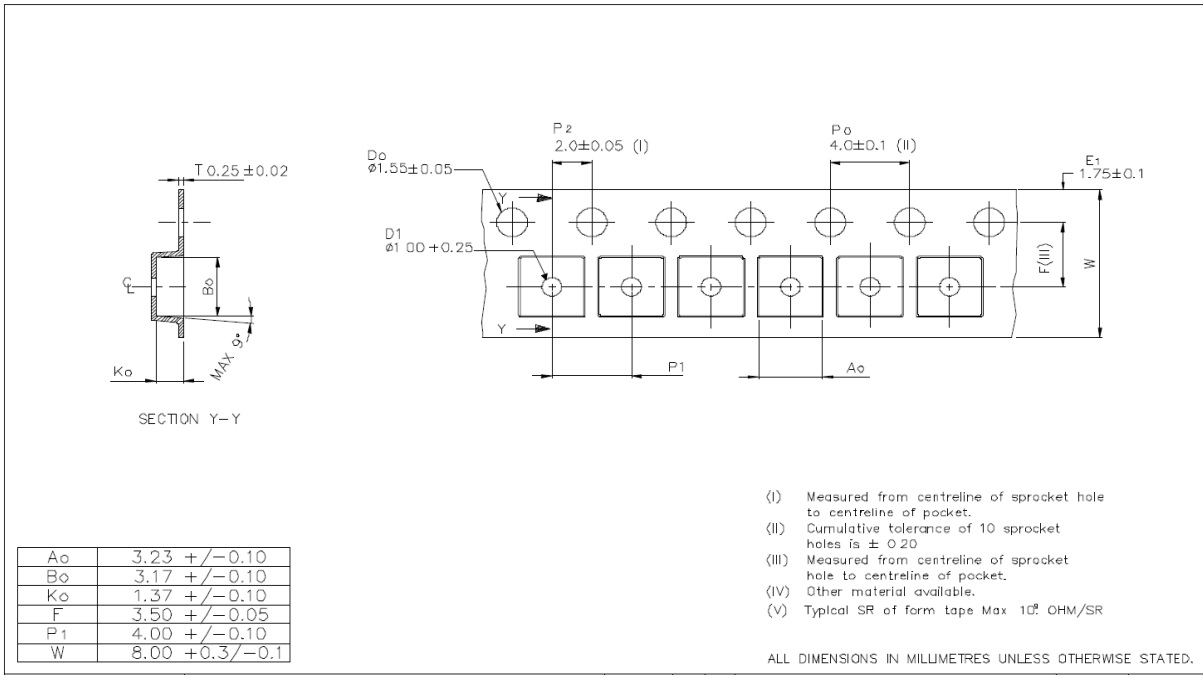 P2
2.0±0.05 (I)
Po
4.0±0.1 (II)
E1
1.75±0.1
Do
ø1.55±0.05
T 0.25±0.02
Y
D1
ø1.00+0.25
F(III)
W
℄
Bo
Y
MAX 9°
Ko
P1
Ao
SECTION Y-Y
(I) Measured from centreline of sprocket hole
to centreline of pocket.
(II) Cumulative tolerance of 10 sprocket
holes is ± 0.20
(III) Measured from centreline of sprocket
hole to centreline of pocket.
(IV) Other material available.
(V) Typical SR of form tape Max 10⁹ OHM/SR
Ao 3.23 +/-0.10
Bo 3.17 +/-0.10
Ko 1.37 +/-0.10
F 3.50 +/-0.05
P1 4.00 +/-0.10
W 8.00 +0.3/-0.1
ALL DIMENSIONS IN MILLIMETRES UNLESS OTHERWISE STATED.